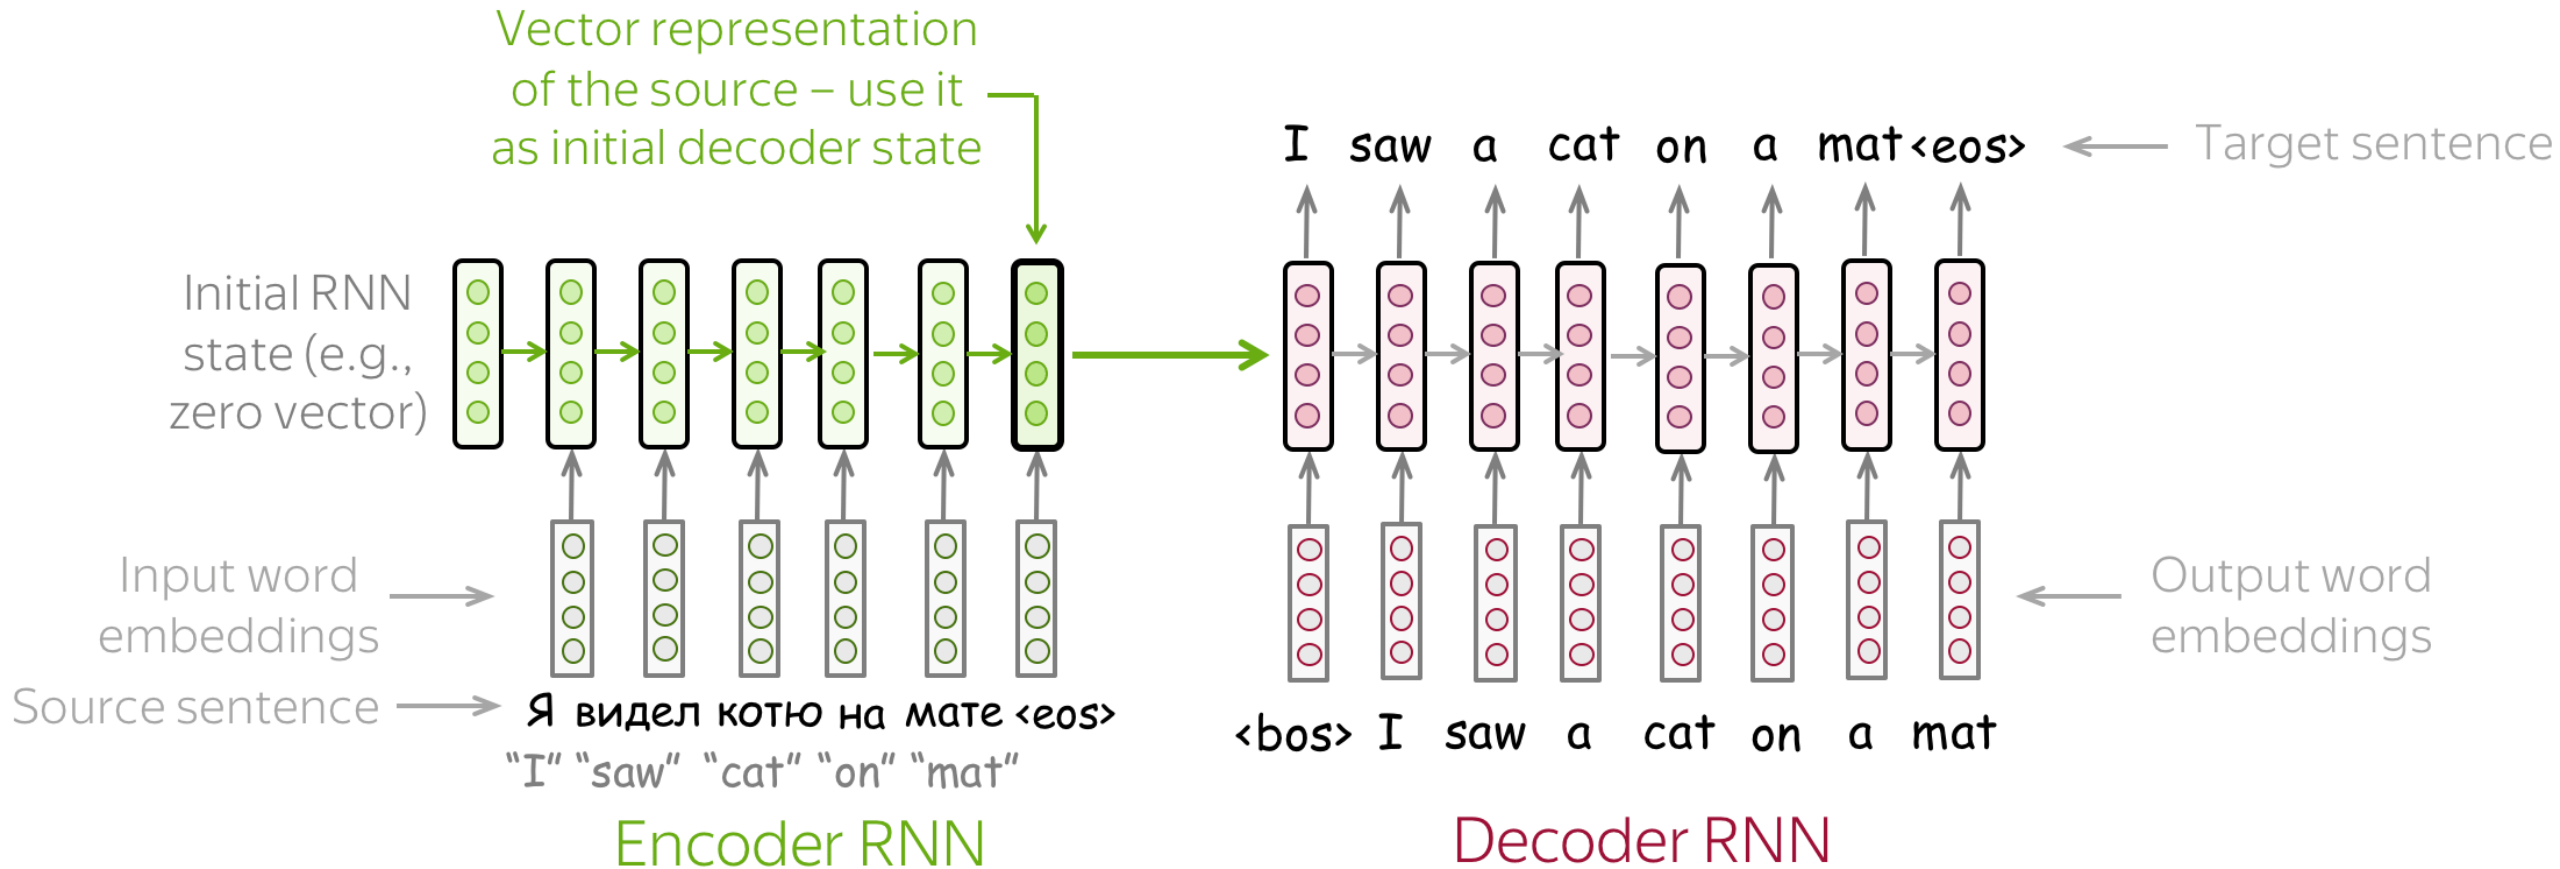 Vector representation
of the source – use it
as initial decoder state
I saw a cat on a mat <eos>
Target sentence
Initial RNN
state (e.g.,
zero vector)
Input word
embeddings
Output word
embeddings
Source sentence
Я видел котю на мате <eos>
"I" "saw" "cat" "on" "mat"
<bos> I saw a cat on a mat
Encoder RNN
Decoder RNN